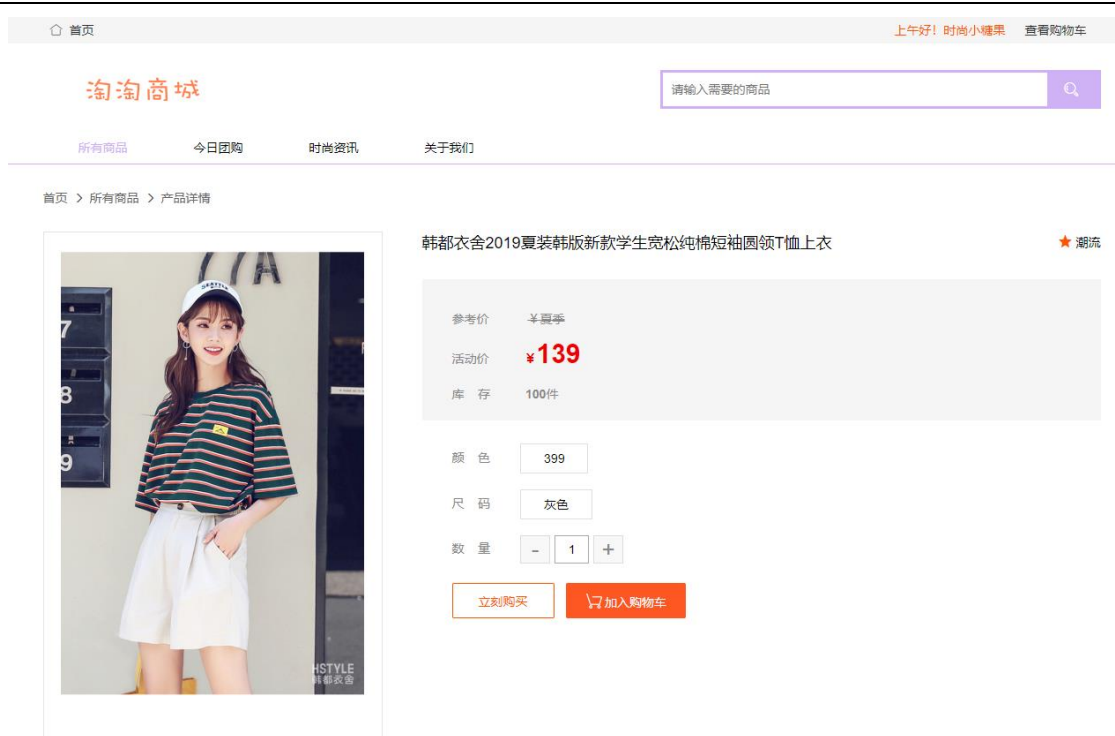 首页
上午好！时尚小糖果 查看购物车
淘淘商城
请输入需要的商品
所有商品 今日团购 时尚资讯 关于我们
首页 > 所有商品 > 产品详情
韩都衣舍2019夏装韩版新款学生宽松纯棉短袖圆领T恤上衣
潮流
参考价 ￥夏季
活动价 ¥139
库 存 100件
颜 色 399
尺 码 灰色
数 量 - 1 +
立刻购买 加入购物车
7
8
9
HSTYLE
韩都衣舍